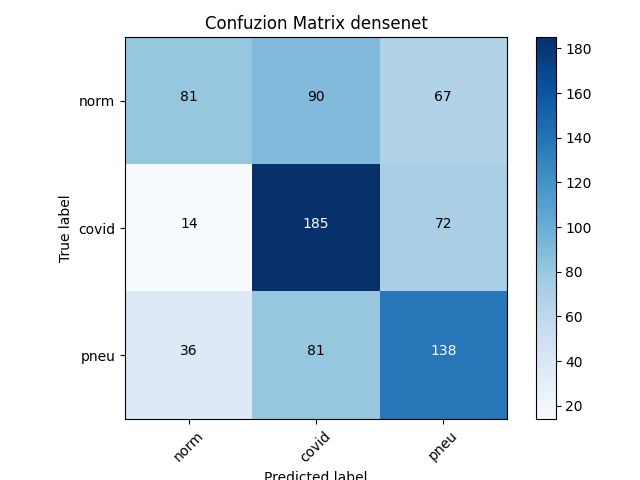 Confuzion Matrix densenet
norm 81 90 67
covid 14 185 72
pneu 36 81 138
norm covid pneu
True label
Predicted label
180
160
140
120
100
80
60
40
20